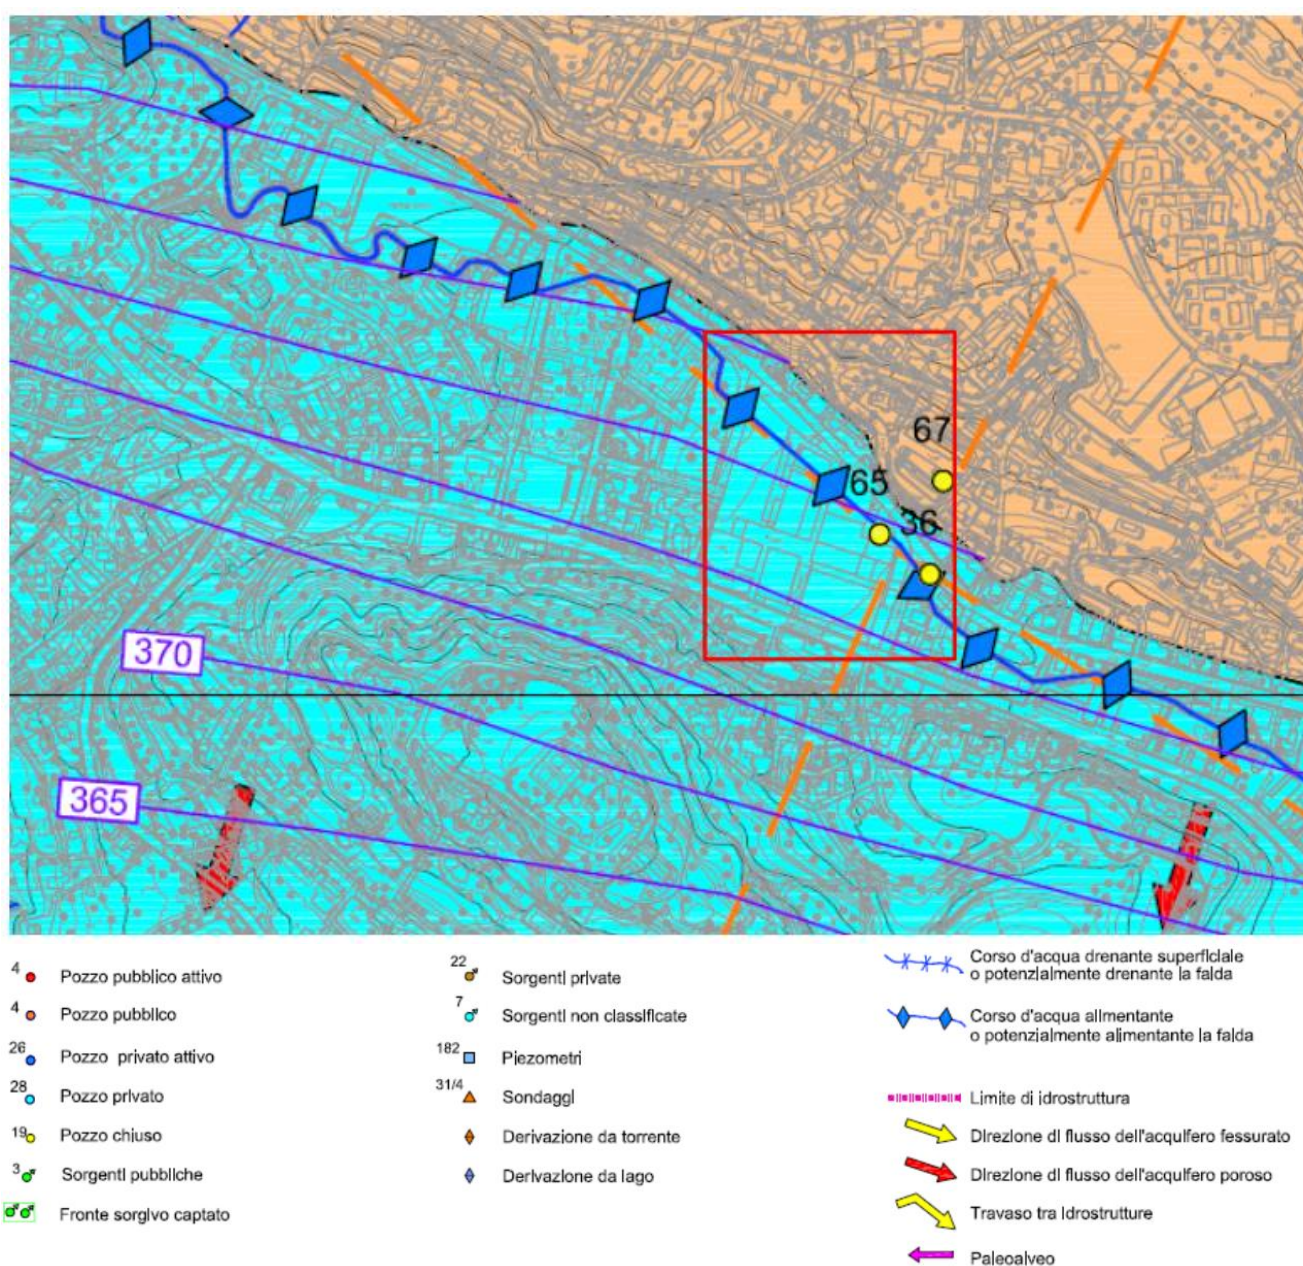 67
65
36
370
365
4
Pozzo pubblico attivo
4
Pozzo pubblico
26
Pozzo privato attivo
28
Pozzo privato
19
Pozzo chiuso
3
Sorgenti pubbliche
Fronte sorgivo captato
22
Sorgenti private
7
Sorgenti non classificate
182
Piezometri
31/4
Sondaggi
Derivazione da torrente
Derivazione da lago
Corso d'acqua drenante superficiale
o potenzialmente drenante la falda
Corso d'acqua alimentante
o potenzialmente alimentante la falda
Limite di idrostruttura
Direzione di flusso dell'acquifero fessurato
Direzione di flusso dell'acquifero poroso
Travaso tra idrostrutture
Paleoalveo